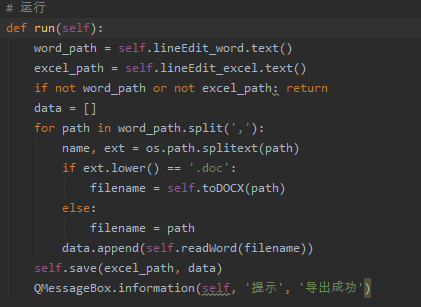 # 运行
def run(self):
    word_path = self.lineEdit_word.text()
    excel_path = self.lineEdit_excel.text()
    if not word_path or not excel_path: return
    data = []
    for path in word_path.split(','):
        name, ext = os.path.splitext(path)
        if ext.lower() == '.doc':
            filename = self.toDOCX(path)
        else:
            filename = path
        data.append(self.readWord(filename))
    self.save(excel_path, data)
    QMessageBox.information(self, '提示', '导出成功')